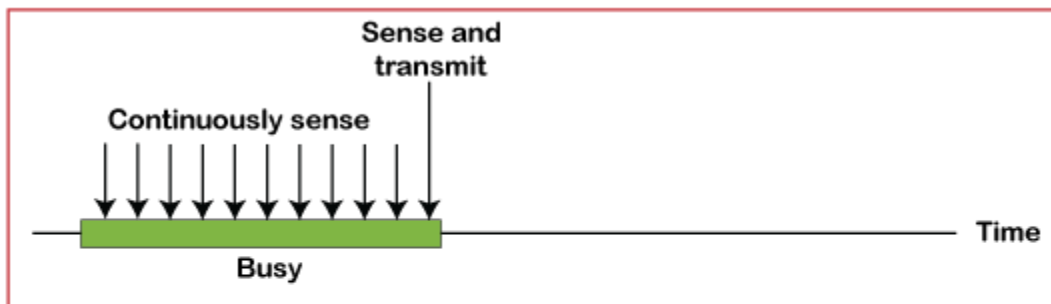 Sense and
transmit
Continuously sense
Time
Busy